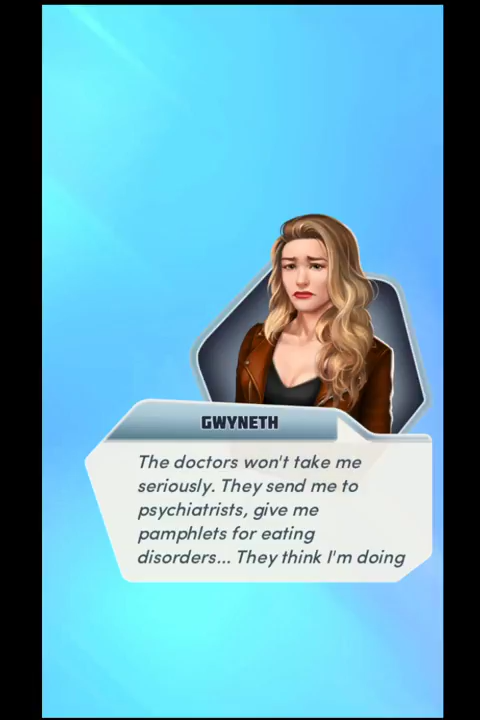 GWYNETH
The doctors won't take me
seriously. They send me to
psychiatrists, give me
pamphlets for eating
disorders... They think I'm doing